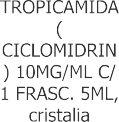 TROPICAMIDA
(
CICLOMIDRIN
) 10MG/ML C/
1 FRASC. 5ML,
cristalia